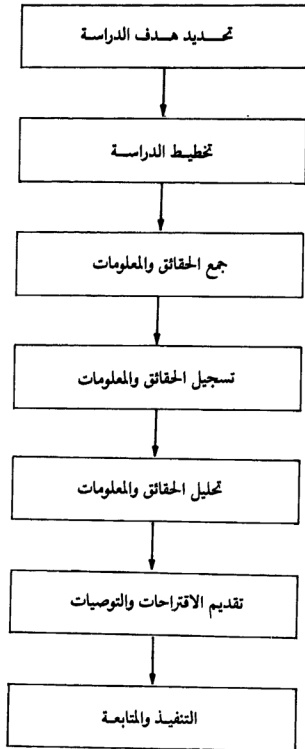 تحديد هدف الدراسة
تخطيط الدراسة
جمع الحقائق والمعلومات
تسجيل الحقائق والمعلومات
تحليل الحقائق والمعلومات
تقديم الاقتراحات والتوصيات
التنفيذ والمتابعة